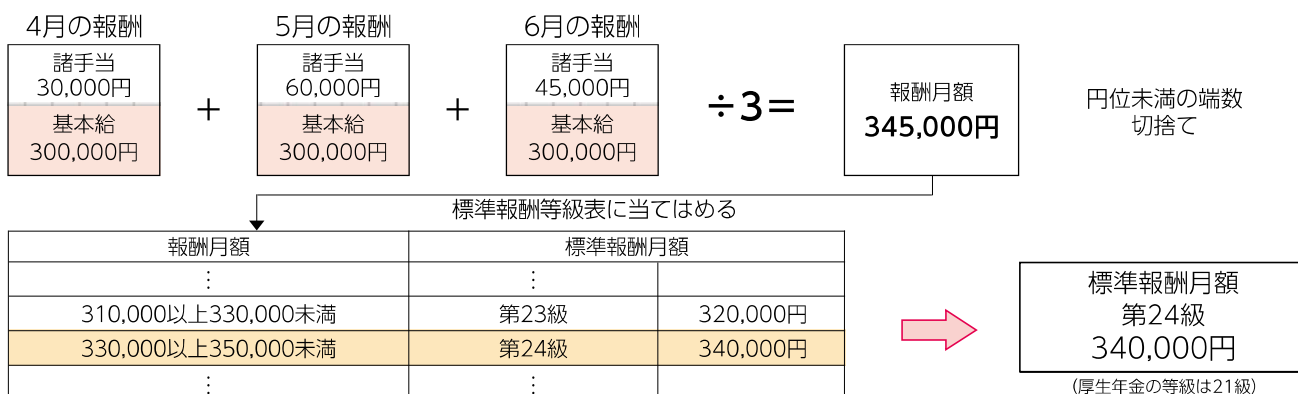 4月の報酬
諸手当
30,000円
基本給
300,000円
+
5月の報酬
諸手当
60,000円
基本給
300,000円
+
6月の報酬
諸手当
45,000円
基本給
300,000円
÷3=
報酬月額
345,000円
円位未満の端数
切捨て
標準報酬等級表に当てはめる
報酬月額 標準報酬月額
⋮ ⋮
310,000以上330,000未満 第23級 320,000円
330,000以上350,000未満 第24級 340,000円
⋮ ⋮
標準報酬月額
第24級
340,000円
(厚生年金の等級は21級)